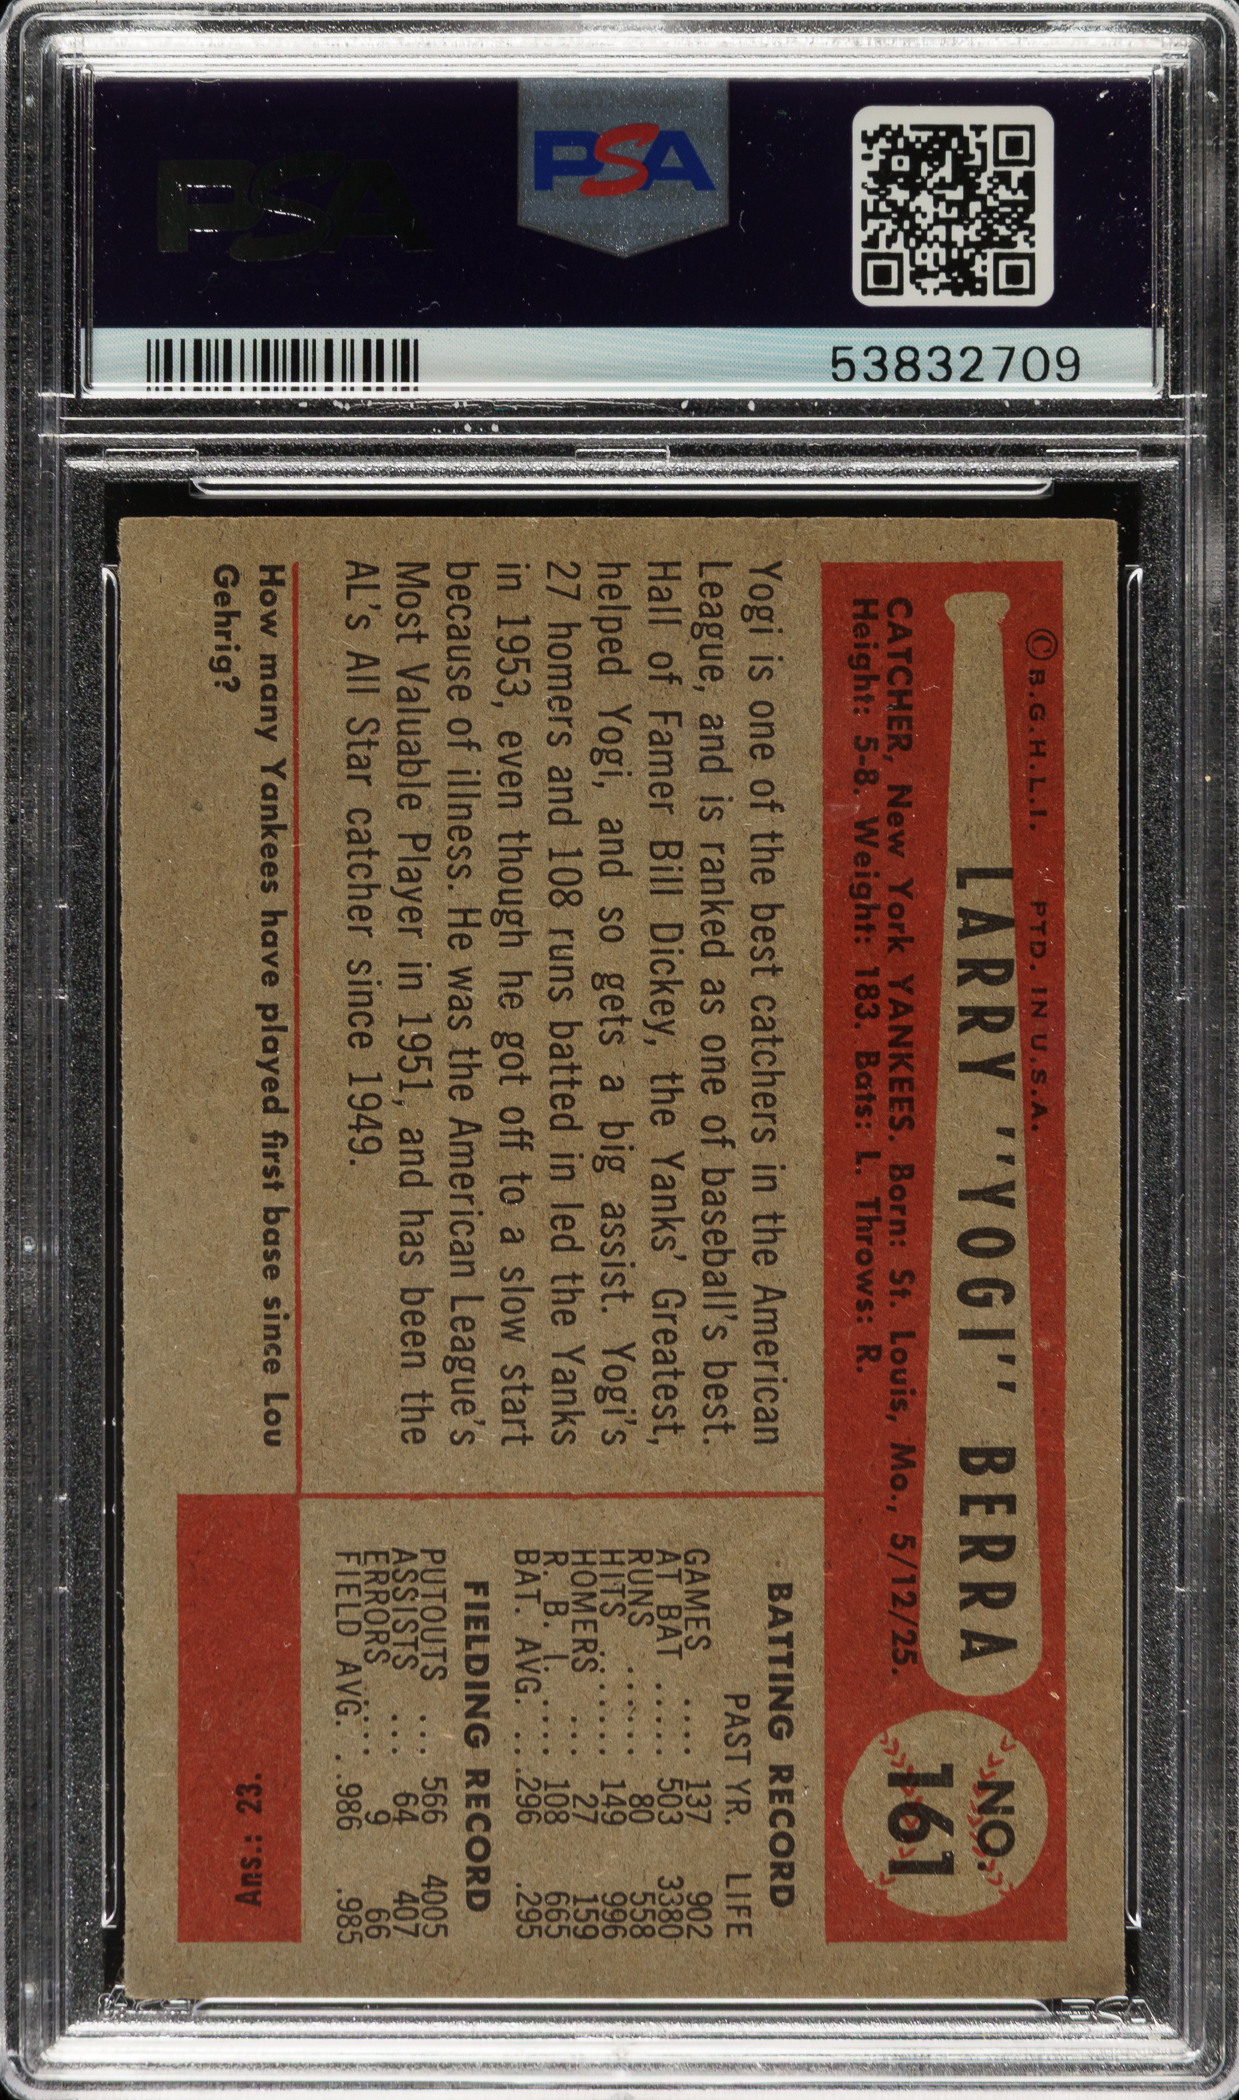 PSA
PSA
53832709
© B.G.H.L.I. PTD. IN U.S.A.
LARRY "YOGI" BERRA
NO.
161
CATCHER, New York YANKEES. Born: St. Louis, Mo., 5/12/25.
Height: 5-8. Weight: 183. Bats: L. Throws: R.
Yogi is one of the best catchers in the American
League, and is ranked as one of baseball's best.
Hall of Famer Bill Dickey, the Yanks' Greatest,
helped Yogi, and so gets a big assist. Yogi's
27 homers and 108 runs batted in led the Yanks
in 1953, even though he got off to a slow start
because of illness. He was the American League's
Most Valuable Player in 1951, and has been the
AL's All Star catcher since 1949.
BATTING RECORD
PAST YR. LIFE
GAMES .... 137 902
AT BAT ..... 503 3380
RUNS ...... 80 558
HITS ...... 149 996
HOMERS ... 27 159
R. B. I. .... 108 665
BAT. AVG. ...296 .295
FIELDING RECORD
PUTOUTS ... 566 4005
ASSISTS ... 64 407
ERRORS .... 9 66
FIELD AVG. ..986 .985
How many Yankees have played first base since Lou
Gehrig?
Ans.: 23.
PSA
PSA